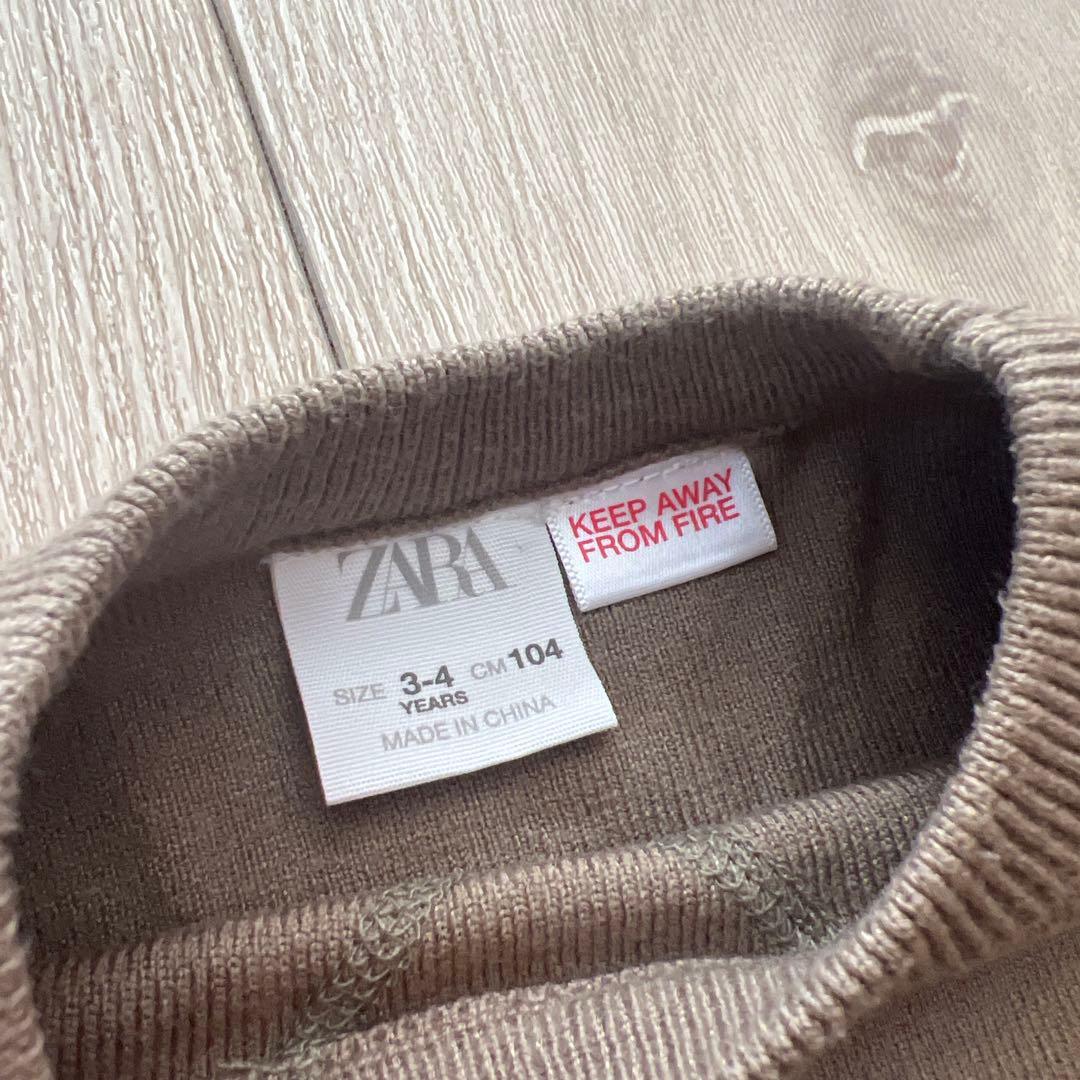 ZARA
SIZE 3-4 YEARS CM 104
MADE IN CHINA
KEEP AWAY
FROM FIRE